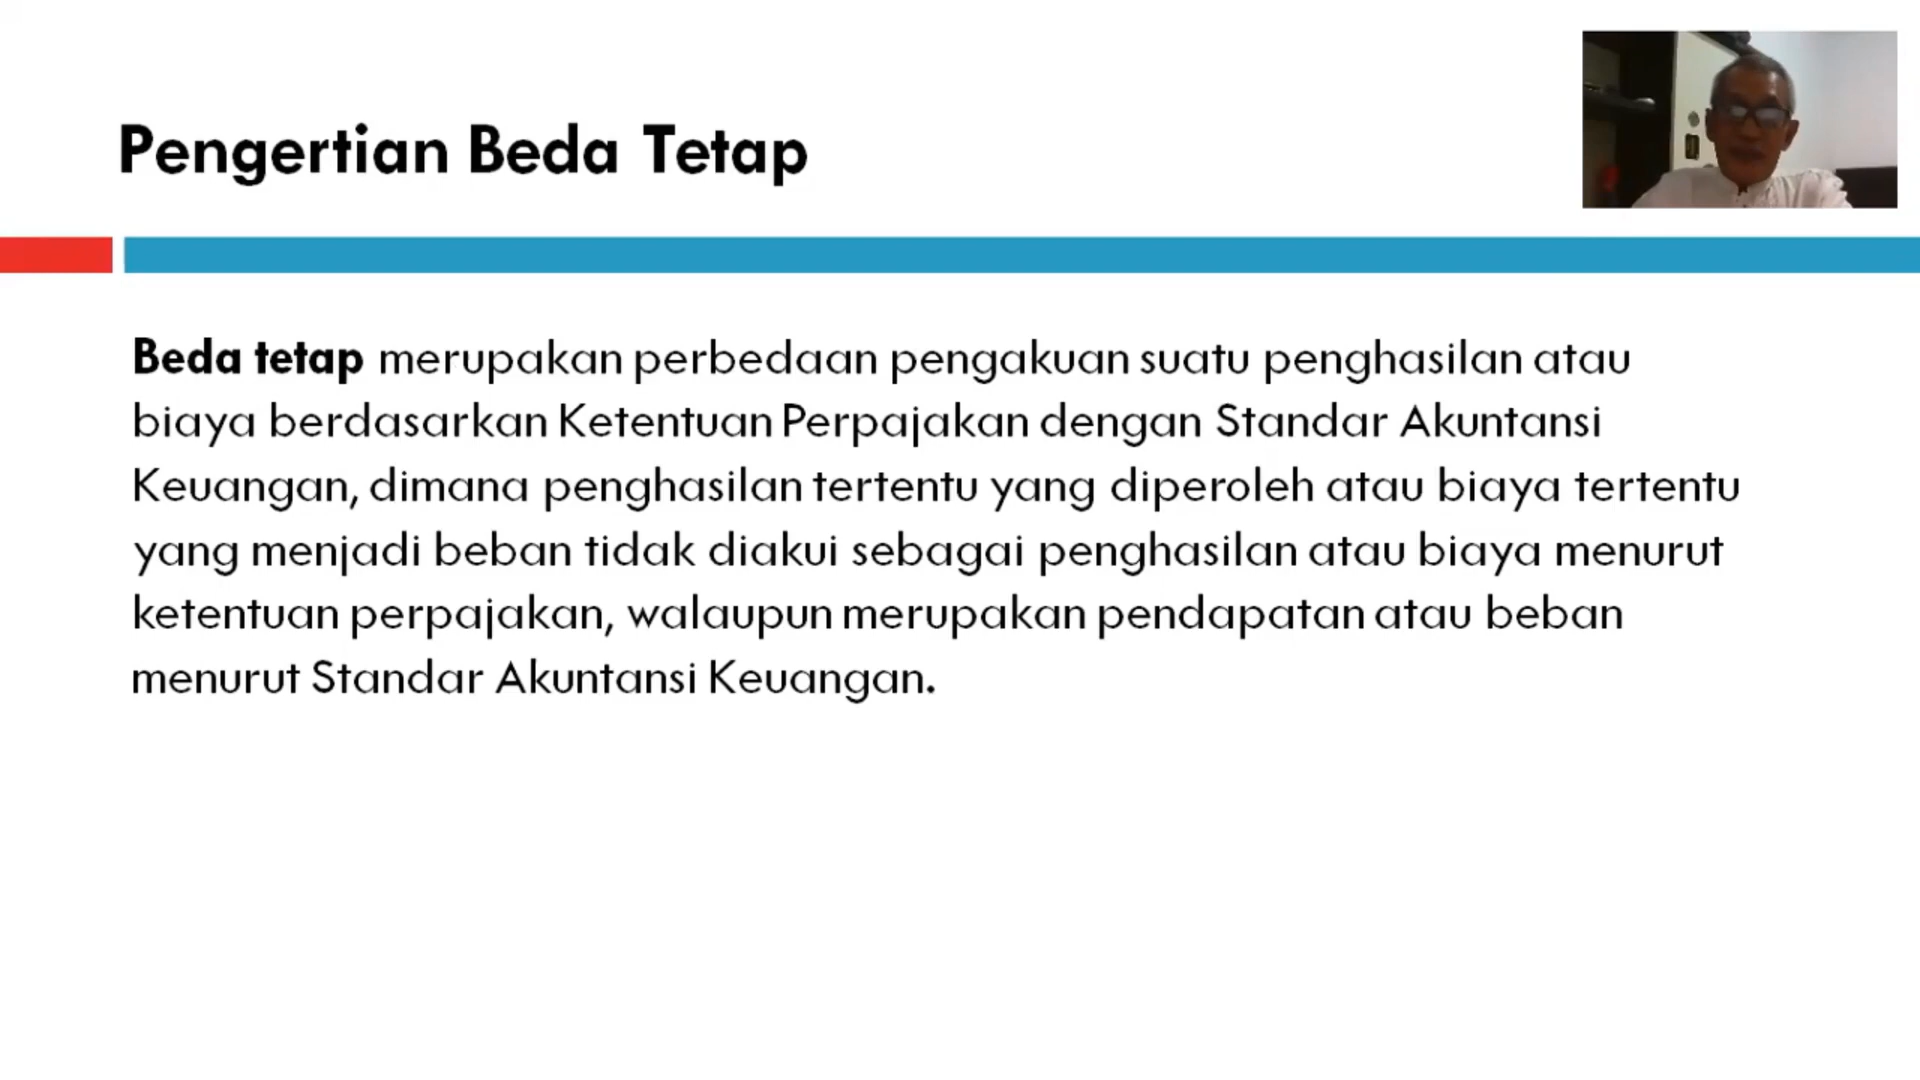 Pengertian Beda Tetap
Beda tetap merupakan perbedaan pengakuan suatu penghasilan atau
biaya berdasarkan Ketentuan Perpajakan dengan Standar Akuntansi
Keuangan, dimana penghasilan tertentu yang diperoleh atau biaya tertentu
yang menjadi beban tidak diakui sebagai penghasilan atau biaya menurut
ketentuan perpajakan, walaupun merupakan pendapatan atau beban
menurut Standar Akuntansi Keuangan.